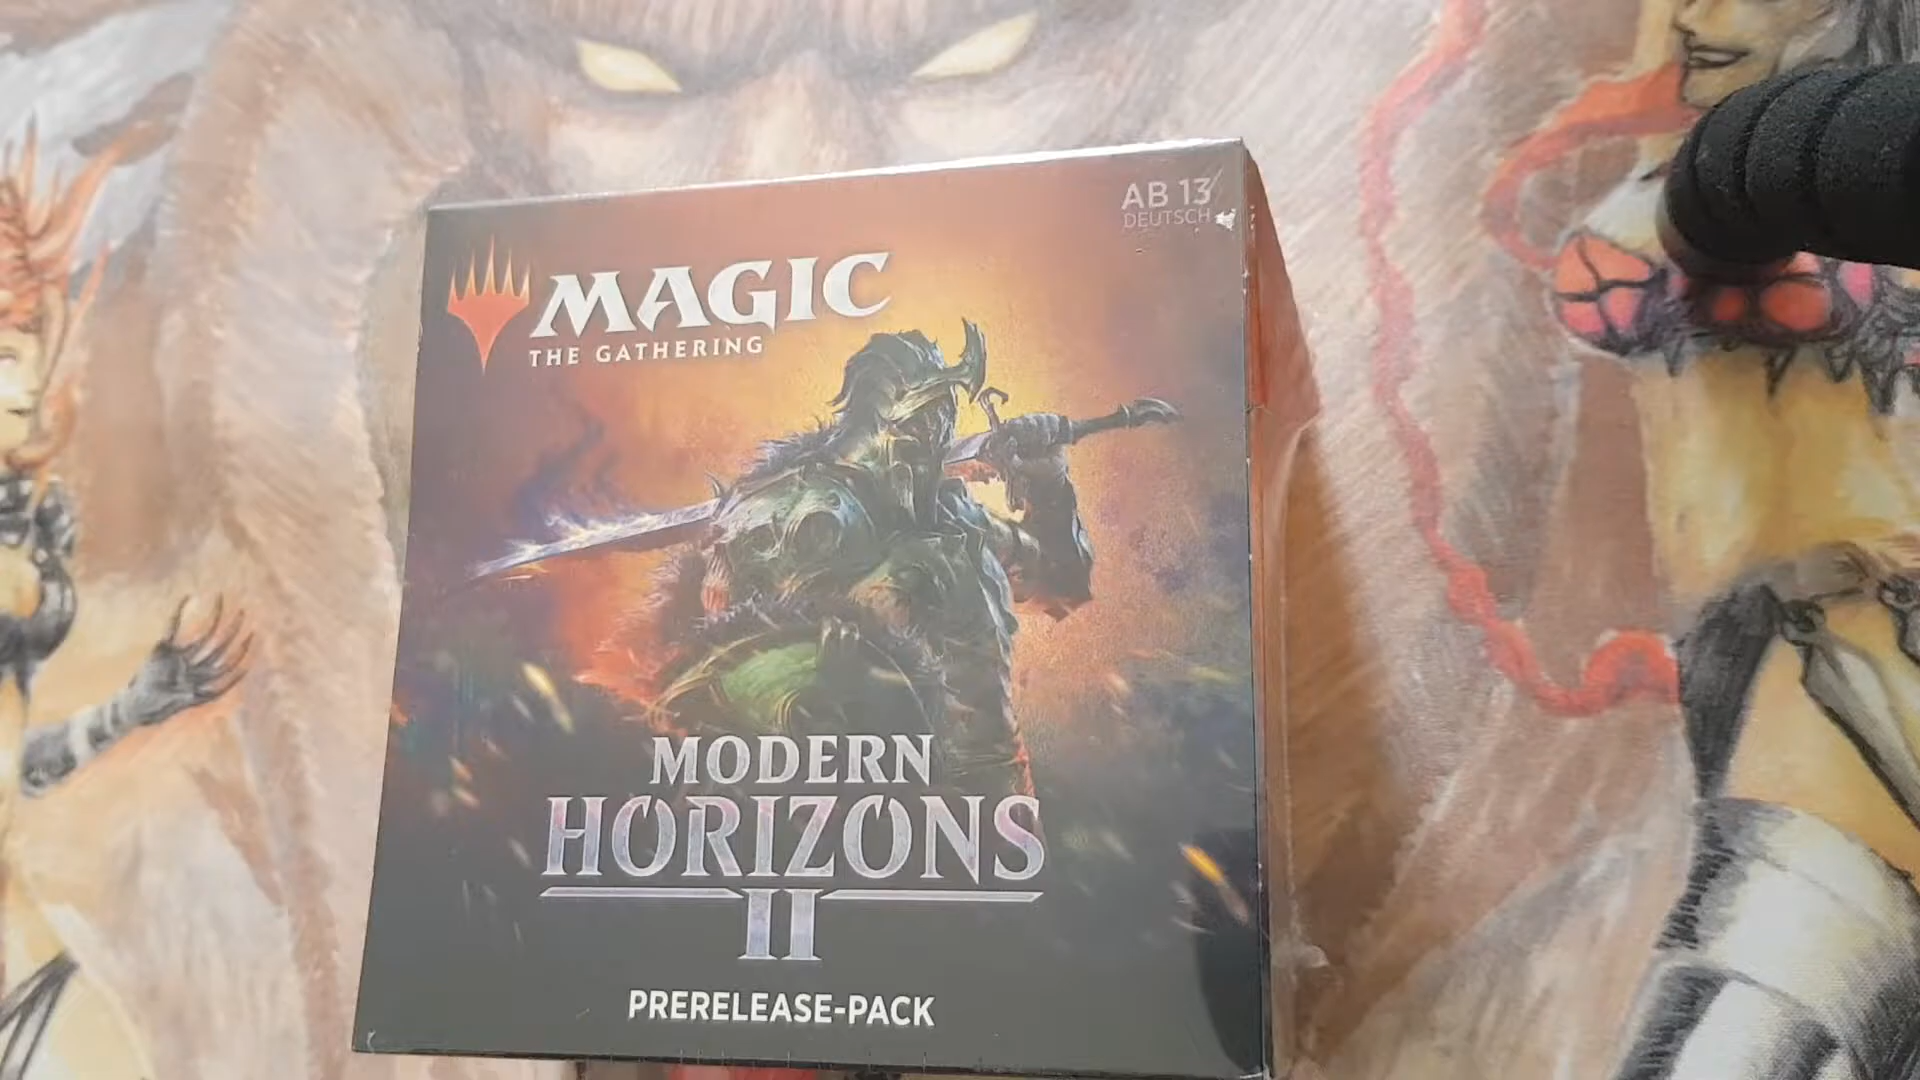 AB 13
DEUTSCH
MAGIC
THE GATHERING
MODERN
HORIZONS
II
PRERELEASE-PACK